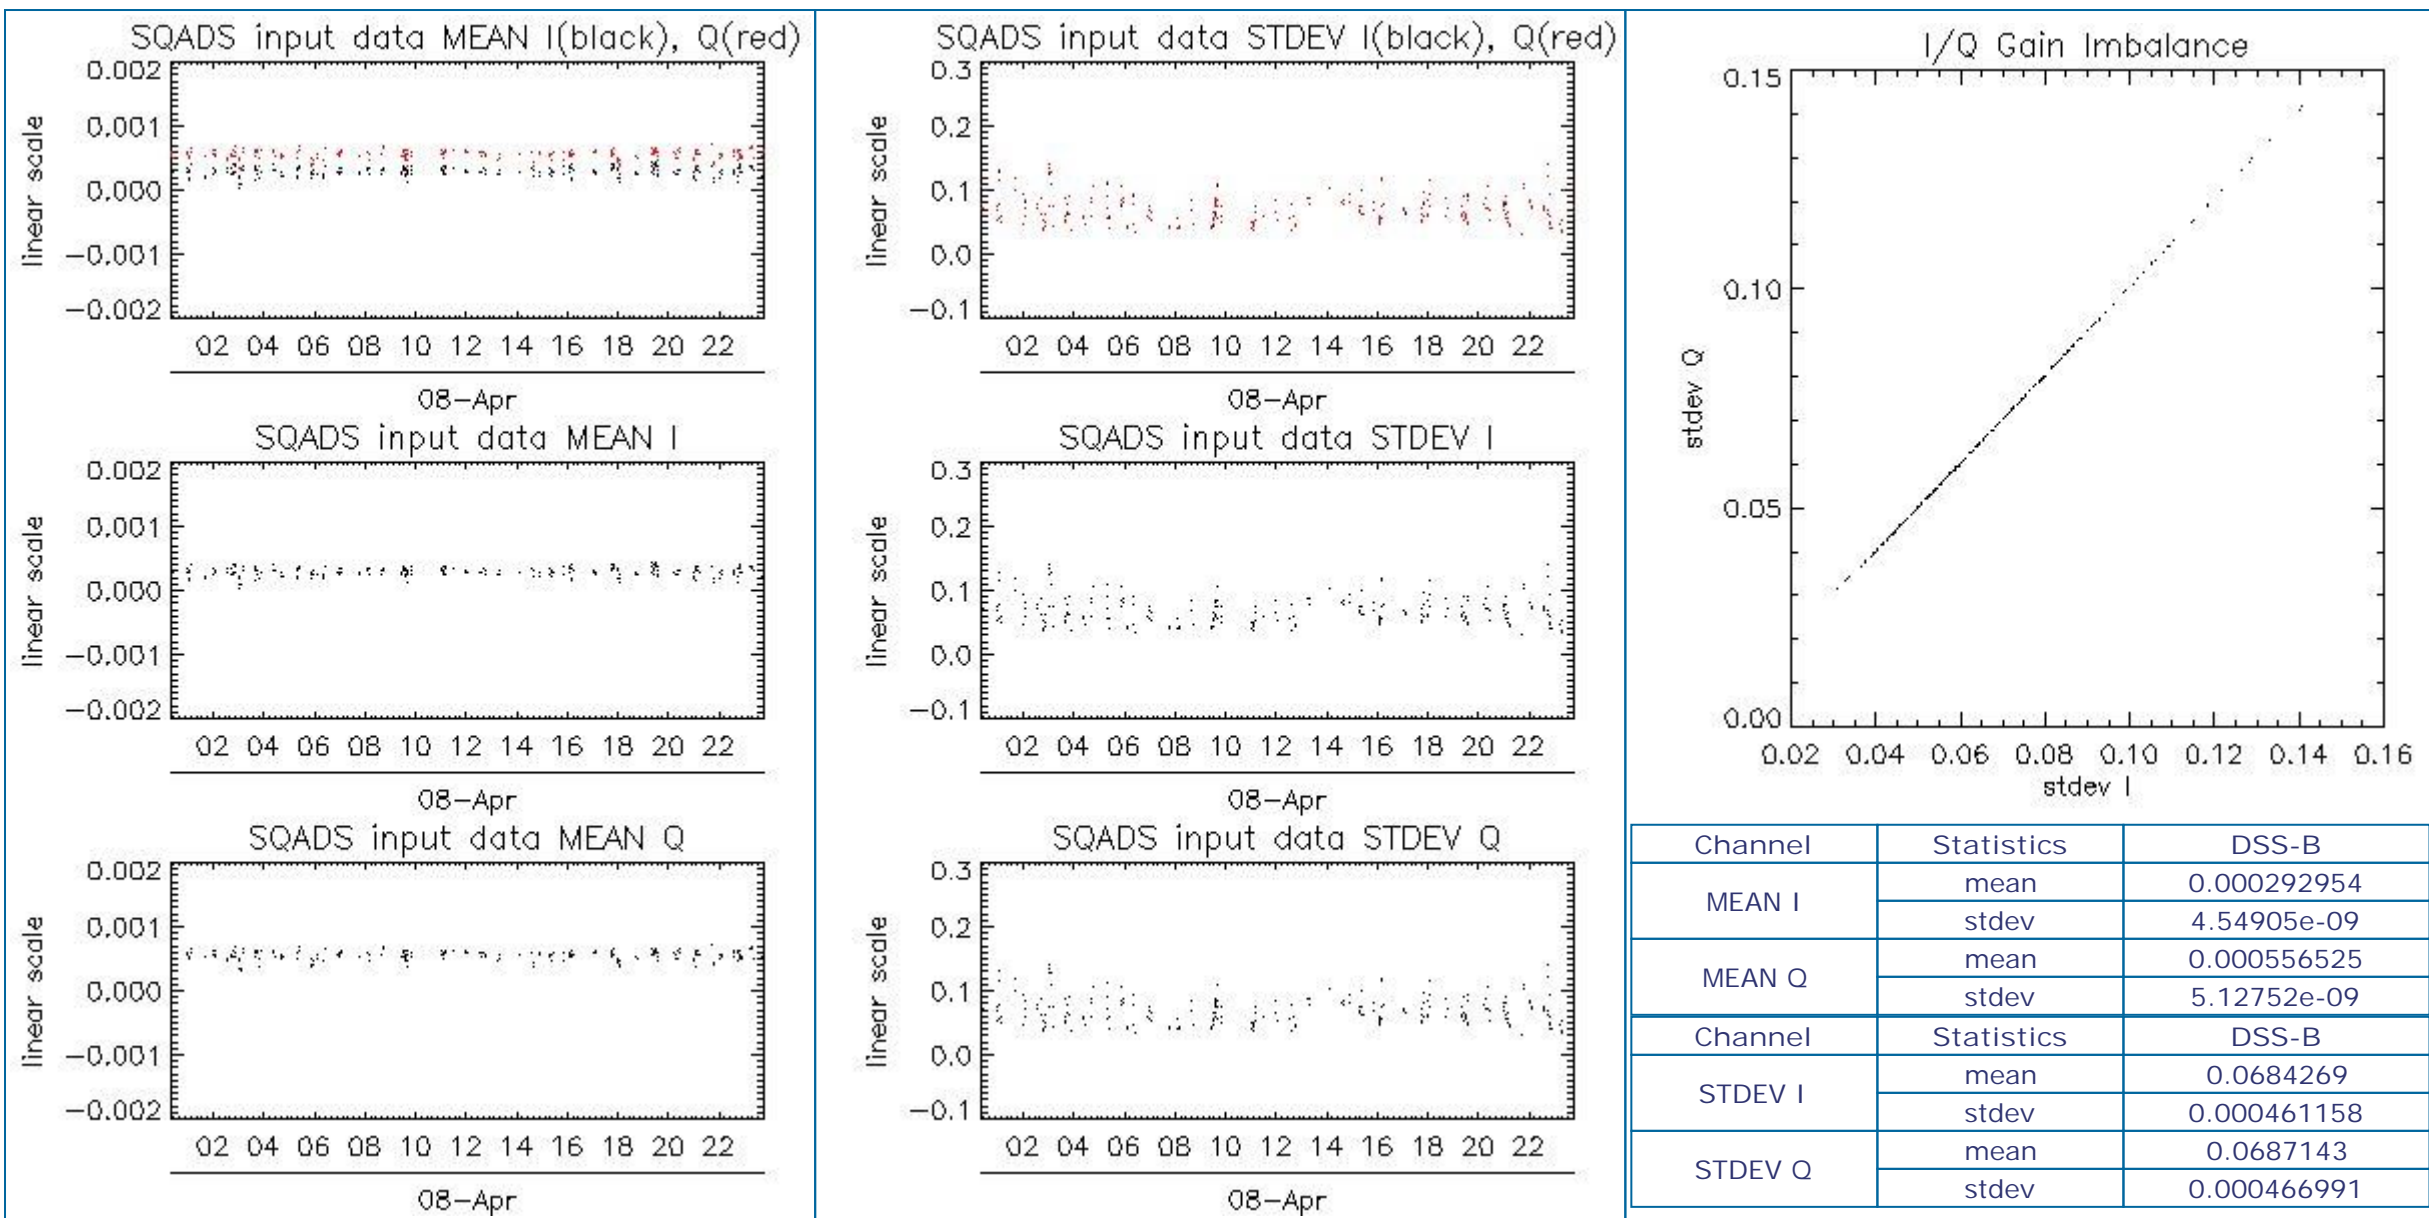 SQADS input data MEAN I(black), Q(red)
0.002
0.001
0.000
-0.001
-0.002
linear scale
02 04 06 08 10 12 14 16 18 20 22
08-Apr
SQADS input data MEAN I
0.002
0.001
0.000
-0.001
-0.002
linear scale
02 04 06 08 10 12 14 16 18 20 22
08-Apr
SQADS input data MEAN Q
0.002
0.001
0.000
-0.001
-0.002
linear scale
02 04 06 08 10 12 14 16 18 20 22
08-Apr
SQADS input data STDEV I(black), Q(red)
0.3
0.2
0.1
0.0
-0.1
linear scale
02 04 06 08 10 12 14 16 18 20 22
08-Apr
SQADS input data STDEV I
0.3
0.2
0.1
0.0
-0.1
linear scale
02 04 06 08 10 12 14 16 18 20 22
08-Apr
SQADS input data STDEV Q
0.3
0.2
0.1
0.0
-0.1
linear scale
02 04 06 08 10 12 14 16 18 20 22
08-Apr
I/Q Gain Imbalance
0.15
0.10
0.05
0.00
stdev Q
0.02 0.04 0.06 0.08 0.10 0.12 0.14 0.16
stdev I
Channel Statistics DSS-B
MEAN I mean 0.000292954
stdev 4.54905e-09
MEAN Q mean 0.000556525
stdev 5.12752e-09
Channel Statistics DSS-B
STDEV I mean 0.0684269
stdev 0.000461158
STDEV Q mean 0.0687143
stdev 0.000466991